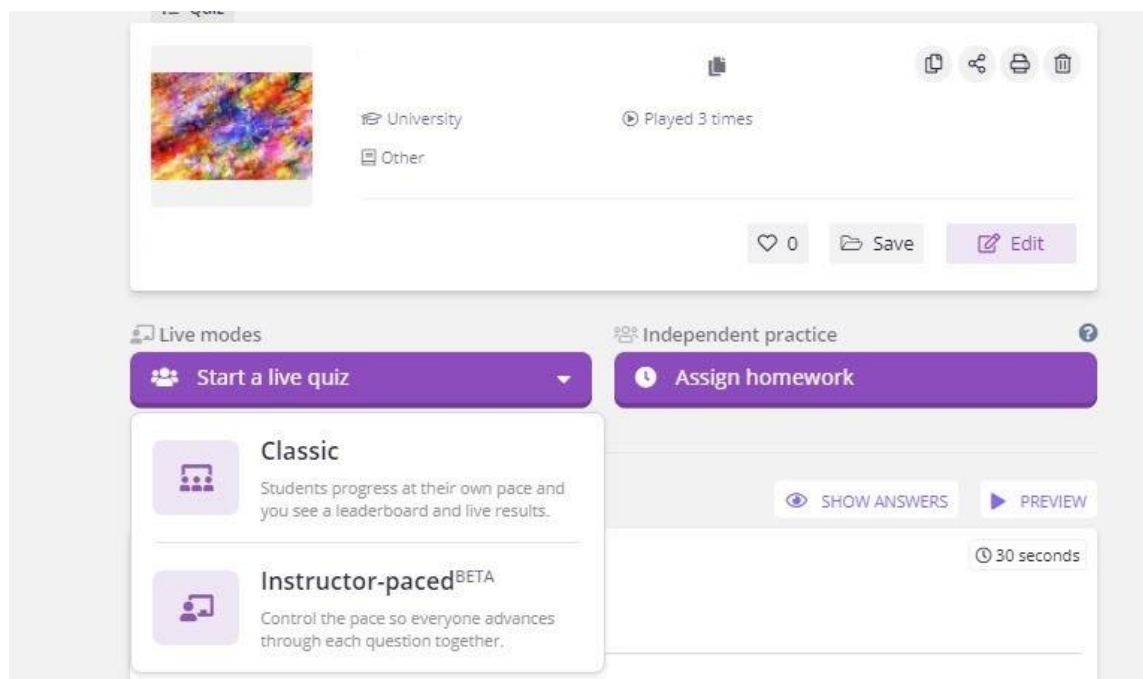 Quiz
University
Played 3 times
Other
0
Save
Edit
Live modes
Independent practice
Start a live quiz
Assign homework
Classic
Students progress at their own pace and
you see a leaderboard and live results.
SHOW ANSWERS
PREVIEW
30 seconds
Instructor-pacedBETA
Control the pace so everyone advances
through each question together.